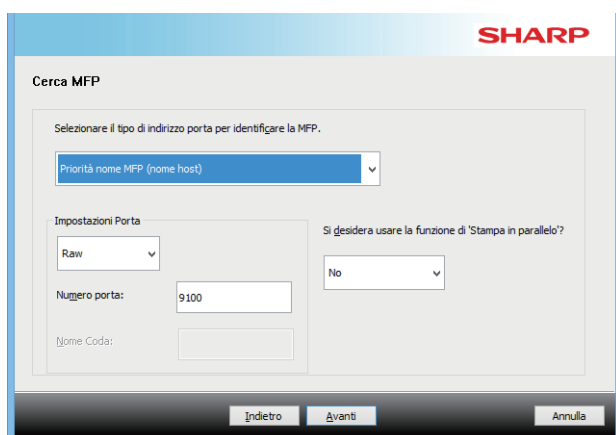 SHARP
Cerca MFP
Selezionare il tipo di indirizzo porta per identificare la MFP.
Priorità nome MFP (nome host)
Impostazioni Porta
Si desidera usare la funzione di 'Stampa in parallelo'?
Raw
No
Numero porta:
9100
Nome Coda:
Indietro
Avanti
Annulla